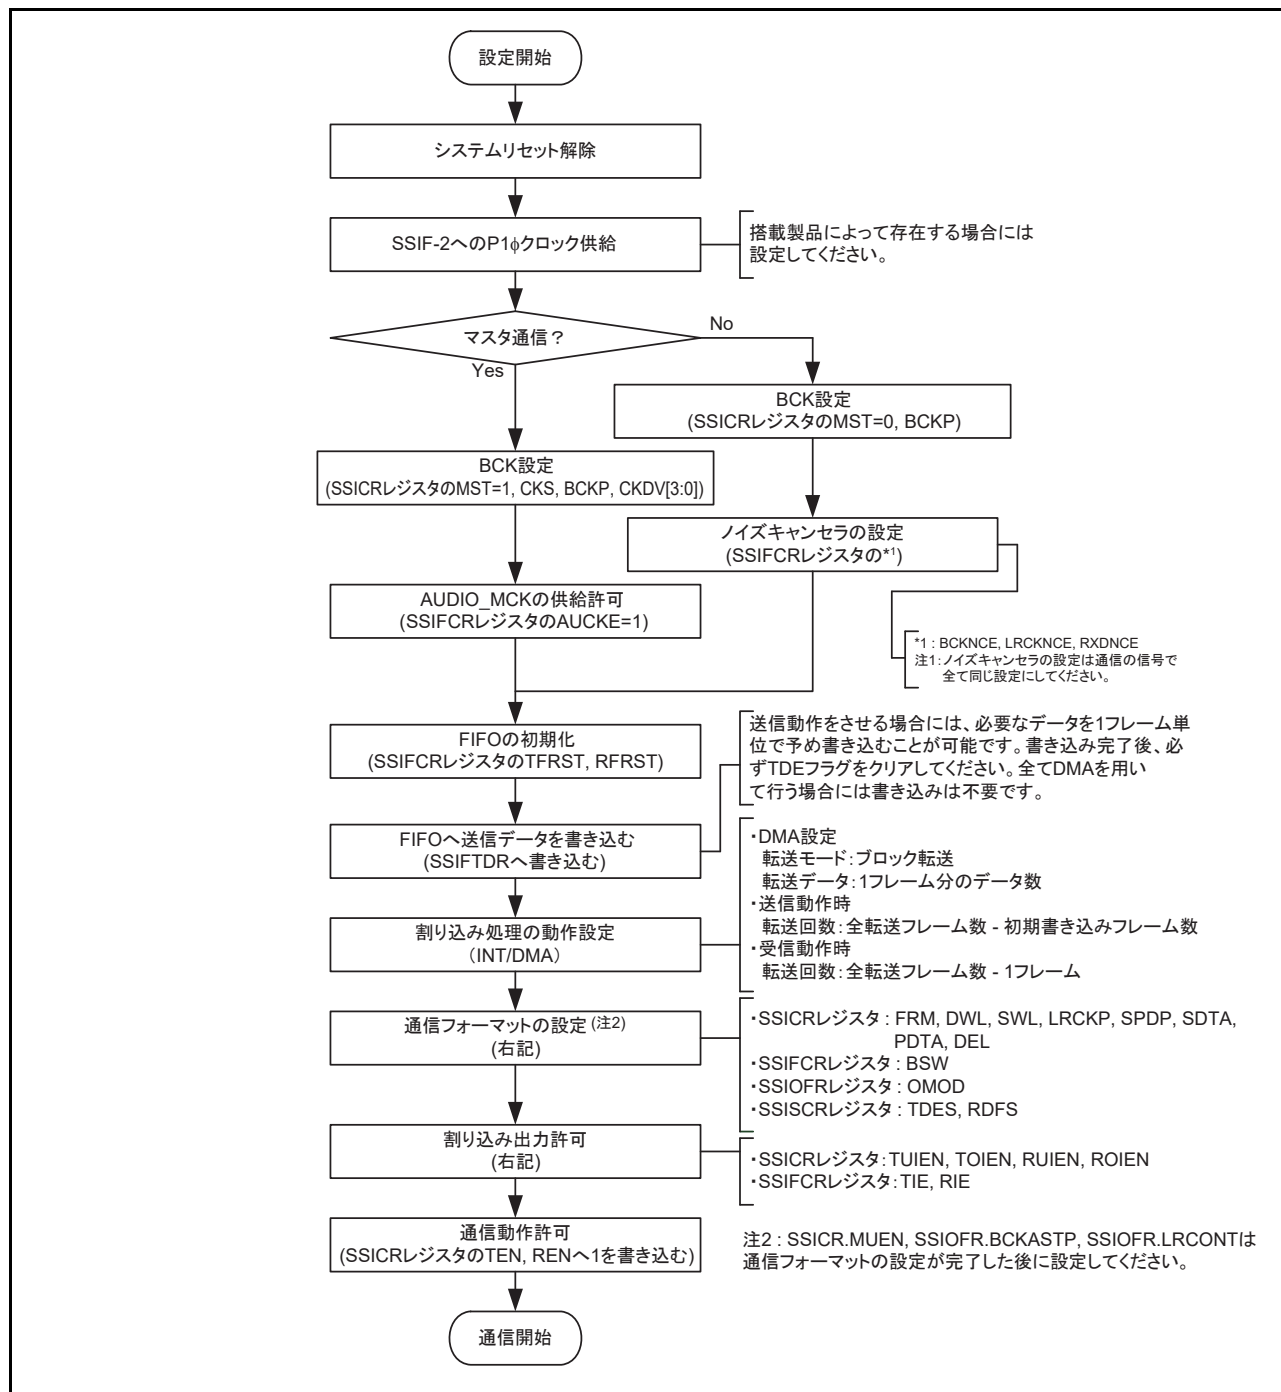 設定開始
システムリセット解除
SSIF-2へのP1ϕクロック供給
搭載製品によって存在する場合には
設定してください。
マスタ通信？
No
Yes
BCK設定
(SSICRレジスタのMST=0, BCKP)
BCK設定
(SSICRレジスタのMST=1, CKS, BCKP, CKDV[3:0])
ノイズキャンセラの設定
(SSIFCRレジスタの*1)
AUDIO_MCKの供給許可
(SSIFCRレジスタのAUCKE=1)
*1 : BCKNCE, LRCKNCE, RXDNCE
注1：ノイズキャンセラの設定は通信の信号で
全て同じ設定にしてください。
FIFOの初期化
(SSIFCRレジスタのTFRST, RFRST)
送信動作をさせる場合には、必要なデータを1フレーム単
位で予め書き込むことが可能です。書き込み完了後、必
ずTDEフラグをクリアしてください。全てDMAを用い
て行う場合には書き込みは不要です。
FIFOへ送信データを書き込む
(SSIFTDRへ書き込む)
・DMA設定
転送モード：ブロック転送
転送データ：1フレーム分のデータ数
・送信動作時
転送回数：全転送フレーム数 - 初期書き込みフレーム数
・受信動作時
転送回数：全転送フレーム数 - 1フレーム
割り込み処理の動作設定
（INT/DMA）
通信フォーマットの設定(注2)
(右記)
・SSICRレジスタ : FRM, DWL, SWL, LRCKP, SPDP, SDTA,
PDTA, DEL
・SSIFCRレジスタ : BSW
・SSIOFRレジスタ : OMOD
・SSISCRレジスタ : TDES, RDFS
割り込み出力許可
(右記)
・SSICRレジスタ：TUIEN, TOIEN, RUIEN, ROIEN
・SSIFCRレジスタ：TIE, RIE
通信動作許可
(SSICRレジスタのTEN, RENへ1を書き込む)
注2 : SSICR.MUEN, SSIOFR.BCKASTP, SSIOFR.LRCONTは
通信フォーマットの設定が完了した後に設定してください。
通信開始